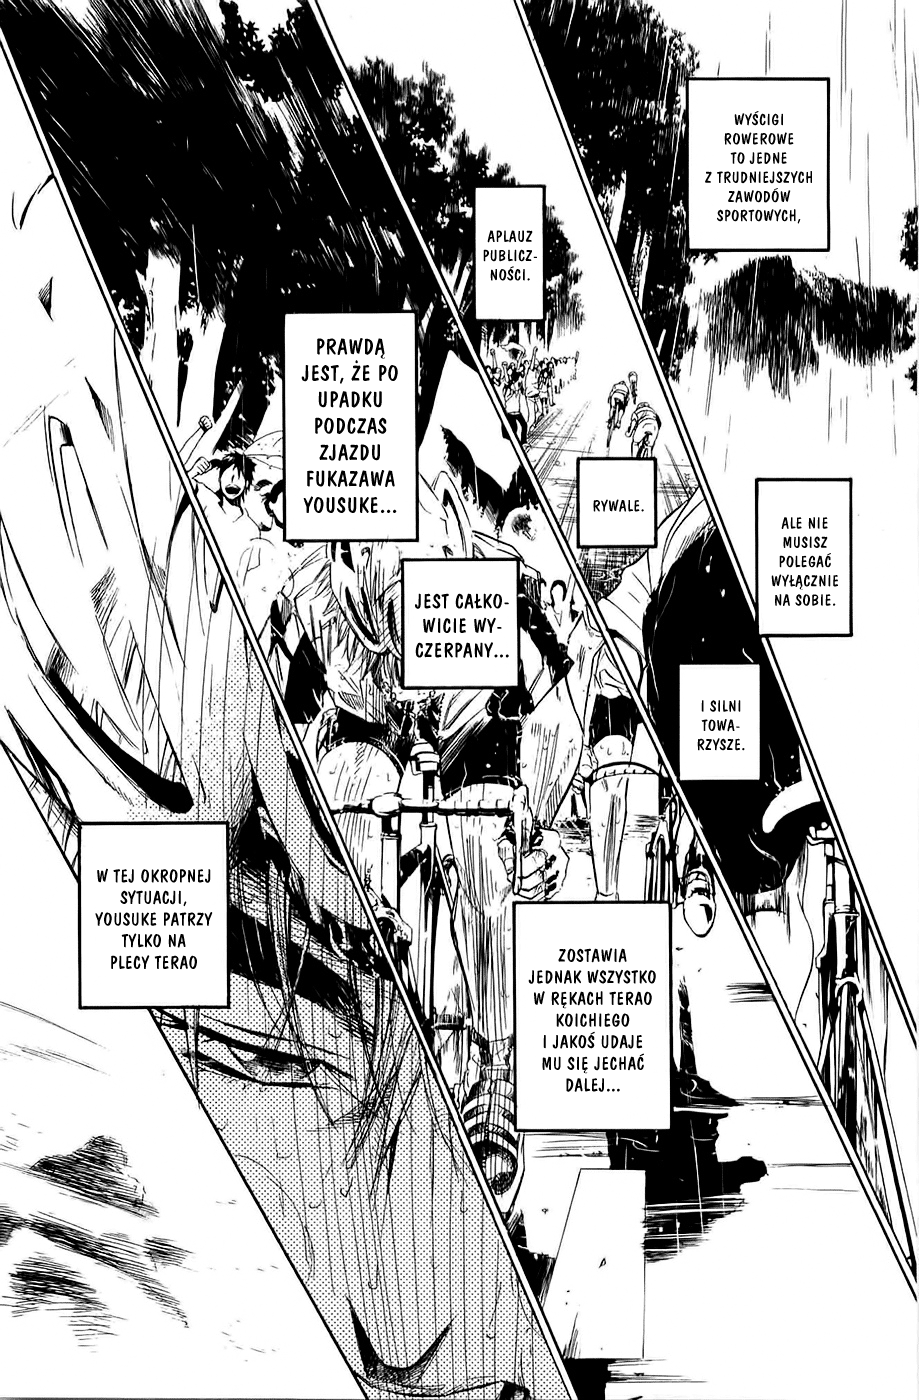 WYŚCIGI
ROWEROWE
TO JEDNE
Z TRUDNIEJSZYCH
ZAWODÓW
SPORTOWYCH,
ALE NIE
MUSISZ
POLEGAĆ
WYŁĄCZNIE
NA SOBIE.
APLAUZ
PUBLICZ-
NOŚCI.
RYWALE.
I SILNI
TOWA-
RZYSZE.
PRAWDĄ
JEST, ŻE PO
UPADKU
PODCZAS
ZJAZDU
FUKAZAWA
YOUSUKE...
JEST CAŁKO-
WICIE WY-
CZERPANY...
ZOSTAWIA
JEDNAK WSZYSTKO
W RĘKACH TERAO
KOICHIEGO
I JAKOŚ UDAJE
MU SIĘ JECHAĆ
DALEJ...
W TEJ OKROPNEJ
SYTUACJI,
YOUSUKE PATRZY
TYLKO NA
PLECY TERAO